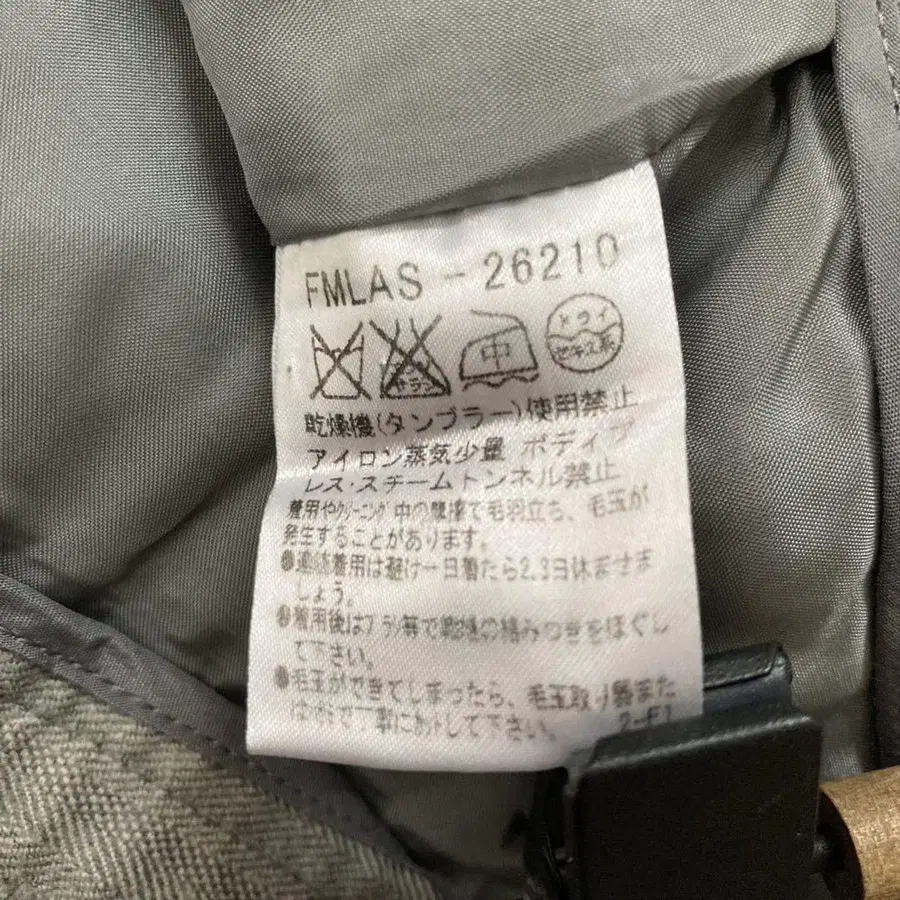 FMLAS - 26210
エンソ サラシ
中
ドライ
セキユ系
乾燥機(タンブラー)使用禁止
アイロン蒸気少量 ボディプ
レス・スチームトンネル禁止
着用やクリーニング中の摩擦で毛羽立ち、毛玉が
発生することがあります。
●連続着用は避け一日着たら2,3日休ませま
しょう。
●着用後はブラシ等で繊維の絡みつきをほぐし
て下さい。
●毛玉ができてしまったら、毛玉取り器また
はハサミで丁寧にカットして下さい。 2-F1